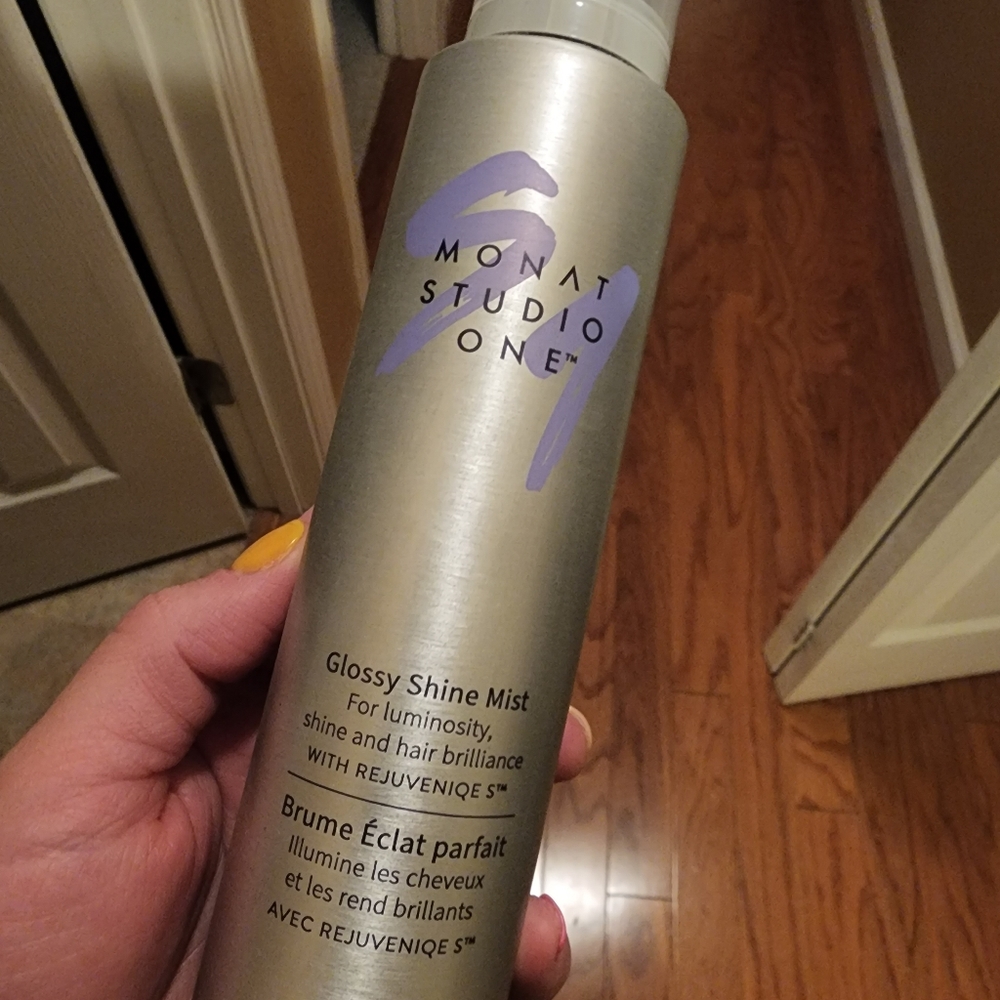 MONAT
STUDIO
ONE™
Glossy Shine Mist
For luminosity,
shine and hair brilliance
WITH REJUVENIQE S™
Brume Éclat parfait
Illumine les cheveux
et les rend brillants
AVEC REJUVENIQE S™